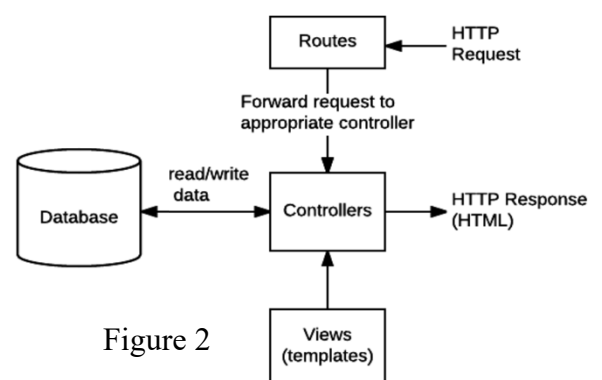 Routes
HTTP
Request
Forward request to
appropriate controller
read/write
data
Database
Controllers
HTTP Response
(HTML)
Figure 2
Views
(templates)